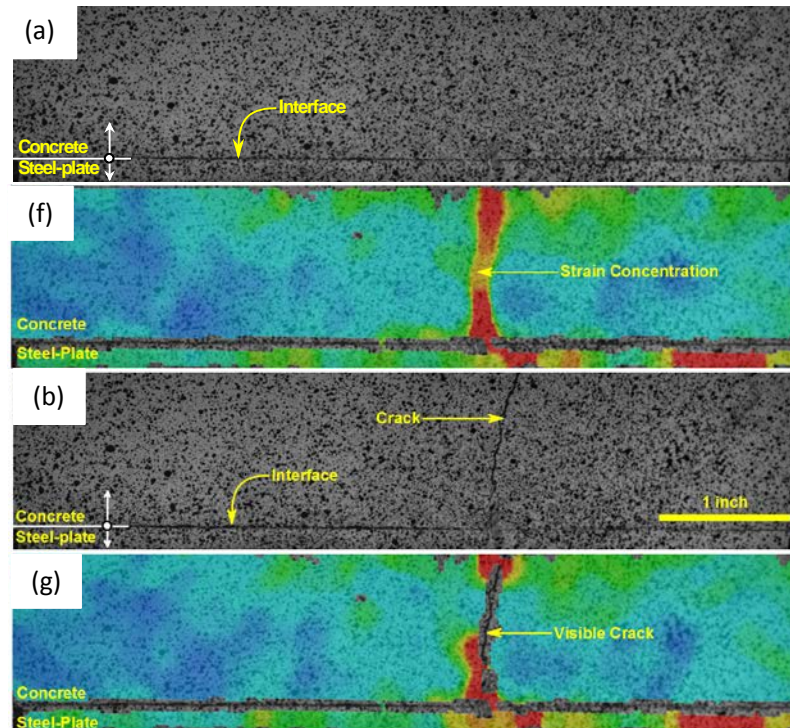 (a)
Interface
Concrete
Steel-plate
(f)
Strain Concentration
Concrete
Steel-Plate
(b)
Crack
Interface
1 inch
Concrete
Steel-plate
(g)
Visible Crack
Concrete
Steel-Plate